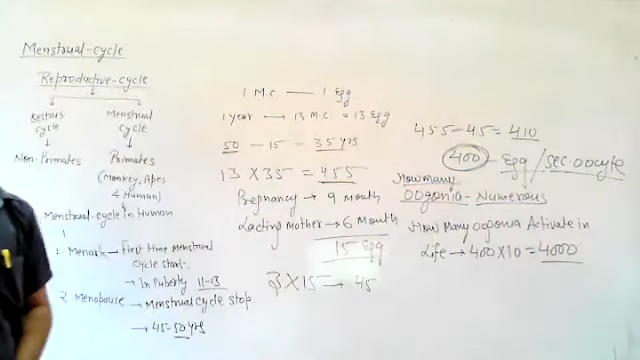 Menstrual-cycle
Reproductive-cycle
Oestrus cycle
Menstrual cycle
Non-Primates
Primates
(Monkey, Apes
& Human)
Menstrual-cycle in Human
1. Menark → First time Menstrual
cycle start
→ In Puberty 11-13
2. Menopause → Menstrual cycle stop
→ 45-50 yrs
1 M.C — 1 Egg
1 year → 13 M.C. = 13 Egg
50 - 15 = 35 yrs
13 X 35 = 455
Pregnancy → 9 month
Lacting mother → 6 Month
15 Egg
3 X 15 → 45
455-45 = 410
400 - Egg / Sec. oocyte
How many
Oogonia - Numerous
How Many oogonia Activate in
Life → 400 X 10 = 4000